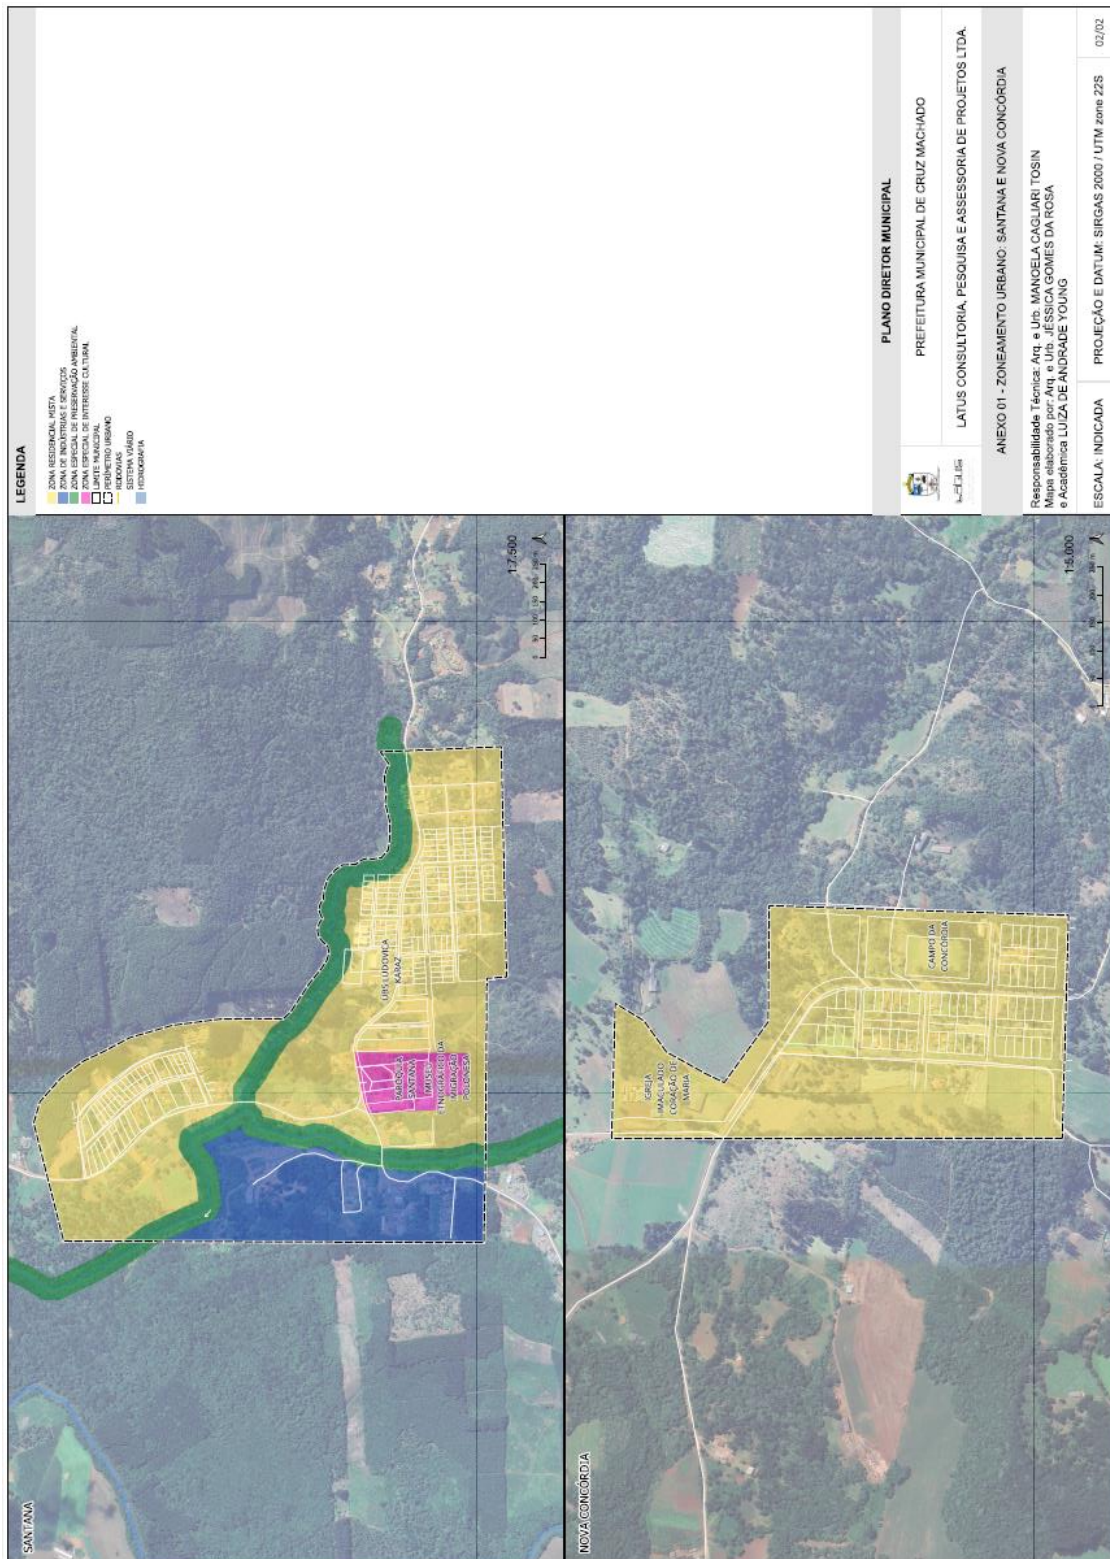 SANTANA
PAROQUIA
SANTANA
ETNOGRÁFICO DA
MIGRAÇÃO
POLONESA
UBS LUDOVICA
KARAZ
1:7.500
NOVA CONCÓRDIA
IGREJA
IMACULADO
CORAÇÃO DE
MARIA
CAMPO DA
CONCÓRDIA
1:5.000
LEGENDA
ZONA RESIDENCIAL MISTA
ZONA DE INDÚSTRIAS E SERVIÇOS
ZONA ESPECIAL DE PRESERVAÇÃO AMBIENTAL
ZONA ESPECIAL DE INTERESSE CULTURAL
LIMITE MUNICIPAL
PERÍMETRO URBANO
RODOVIAS
SISTEMA VIÁRIO
HIDROGRAFIA
PLANO DIRETOR MUNICIPAL
PREFEITURA MUNICIPAL DE CRUZ MACHADO
LATUS CONSULTORIA, PESQUISA E ASSESSORIA DE PROJETOS LTDA.
ANEXO 01 - ZONEAMENTO URBANO: SANTANA E NOVA CONCÓRDIA
Responsabilidade Técnica: Arq. e Urb. MANOELA CAGLIARI TOSIN
Mapa elaborado por: Arq. e Urb. JÉSSICA GOMES DA ROSA
e Acadêmica LUIZA DE ANDRADE YOUNG
ESCALA: INDICADA
PROJEÇÃO E DATUM: SIRGAS 2000 / UTM zone 22S
02/02